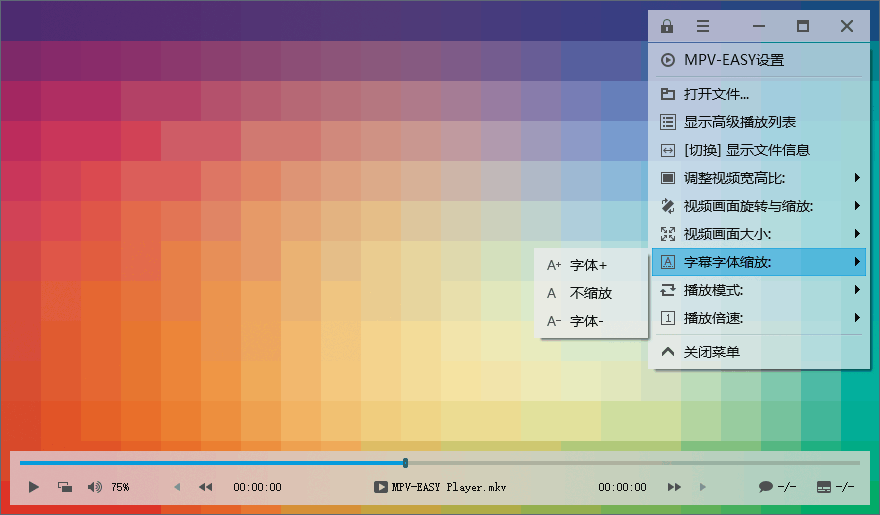 MPV-EASY设置
打开文件...
显示高级播放列表
[切换] 显示文件信息
调整视频宽高比:
视频画面旋转与缩放:
视频画面大小:
字幕字体缩放:
A+ 字体+
A 不缩放
A- 字体-
播放模式:
1 播放倍速:
关闭菜单
75% 00:00:00 MPV-EASY Player.mkv 00:00:00 -/- -/-